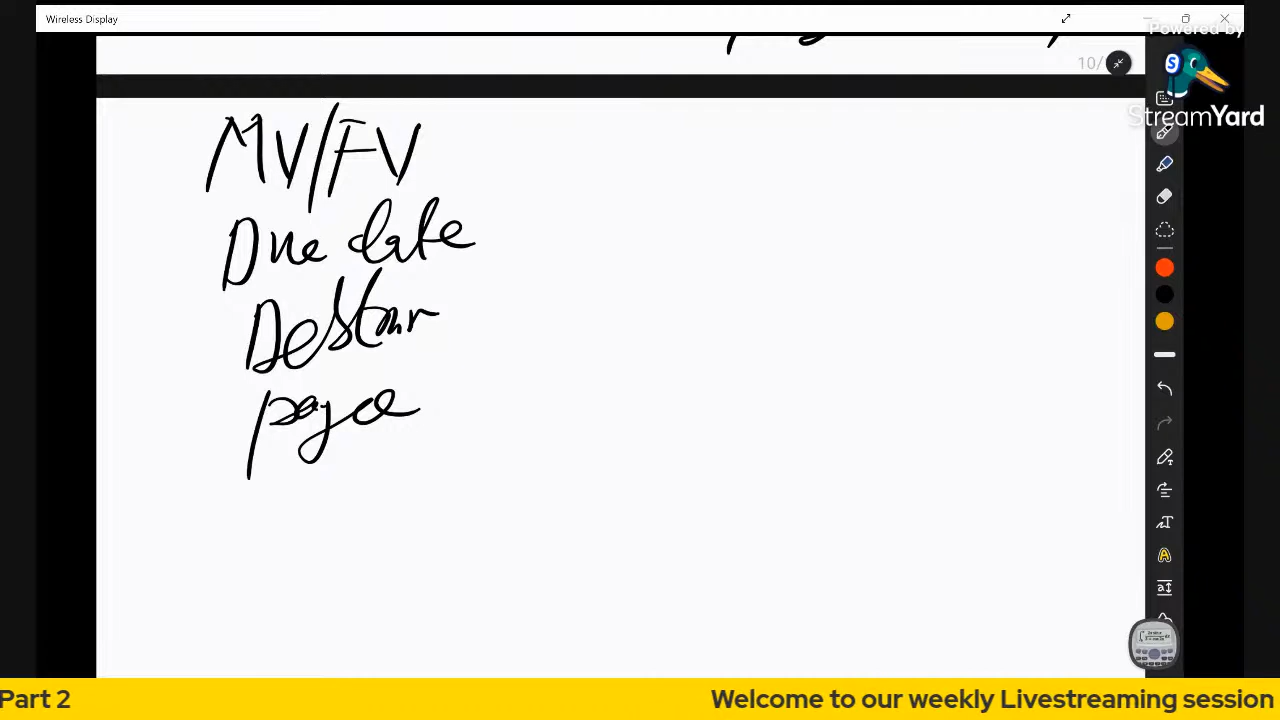 Wireless Display
Powered by
10/
StreamYard
MV/FV
Due date
payee
Part 2
Welcome to our weekly Livestreaming session